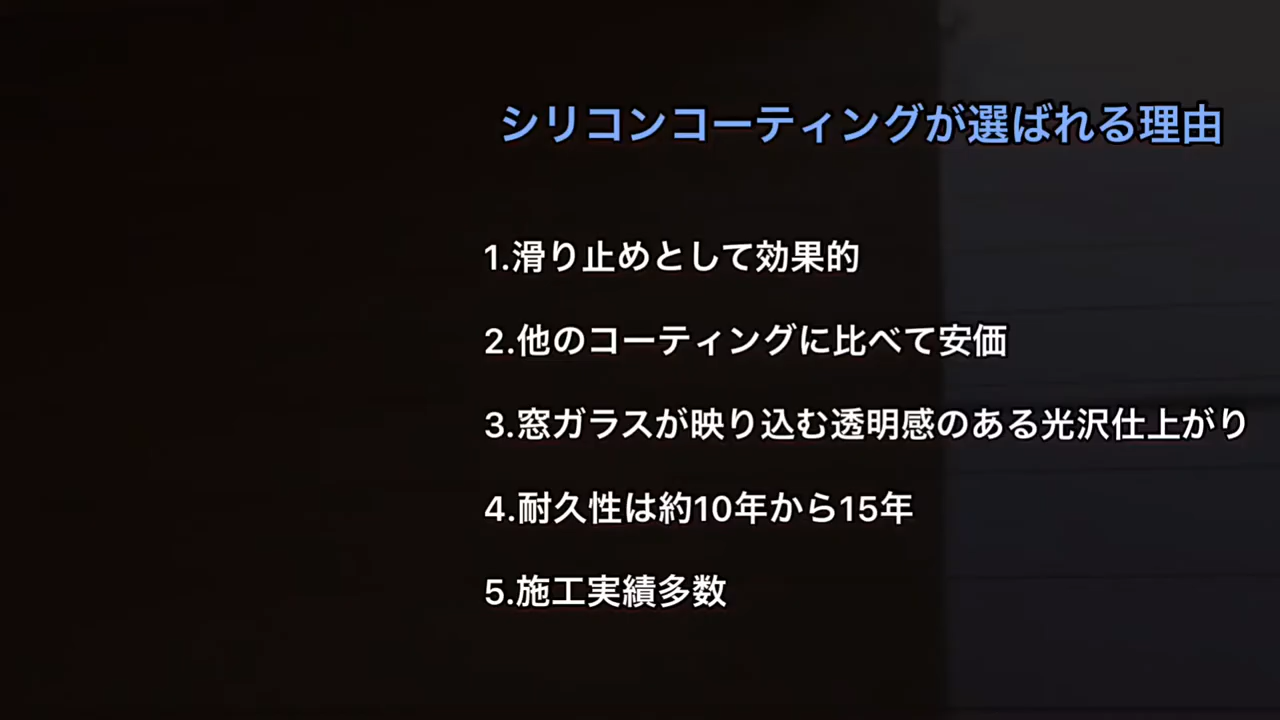 シリコンコーティングが選ばれる理由
1.滑り止めとして効果的
2.他のコーティングに比べて安価
3.窓ガラスが映り込む透明感のある光沢仕上がり
4.耐久性は約10年から15年
5.施工実績多数